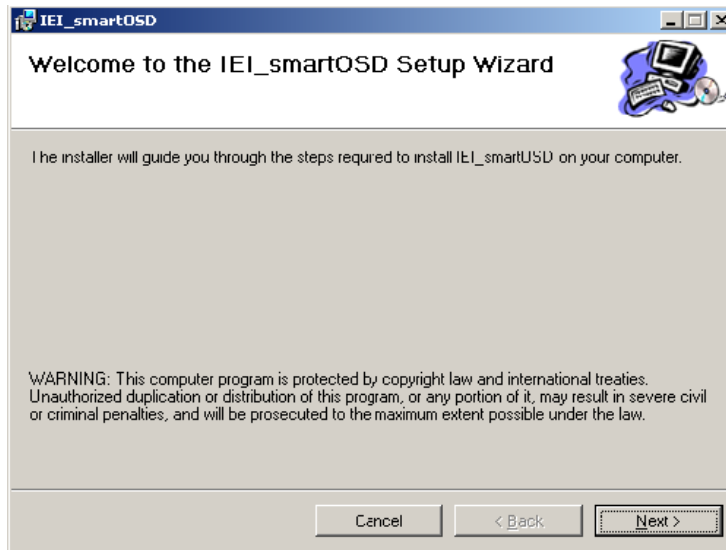 IEI_smartOSD
Welcome to the IEI_smartOSD Setup Wizard
The installer will guide you through the steps required to install IEI_smartOSD on your computer.
WARNING: This computer program is protected by copyright law and international treaties.
Unauthorized duplication or distribution of this program, or any portion of it, may result in severe civil
or criminal penalties, and will be prosecuted to the maximum extent possible under the law.
Cancel
< Back
Next >